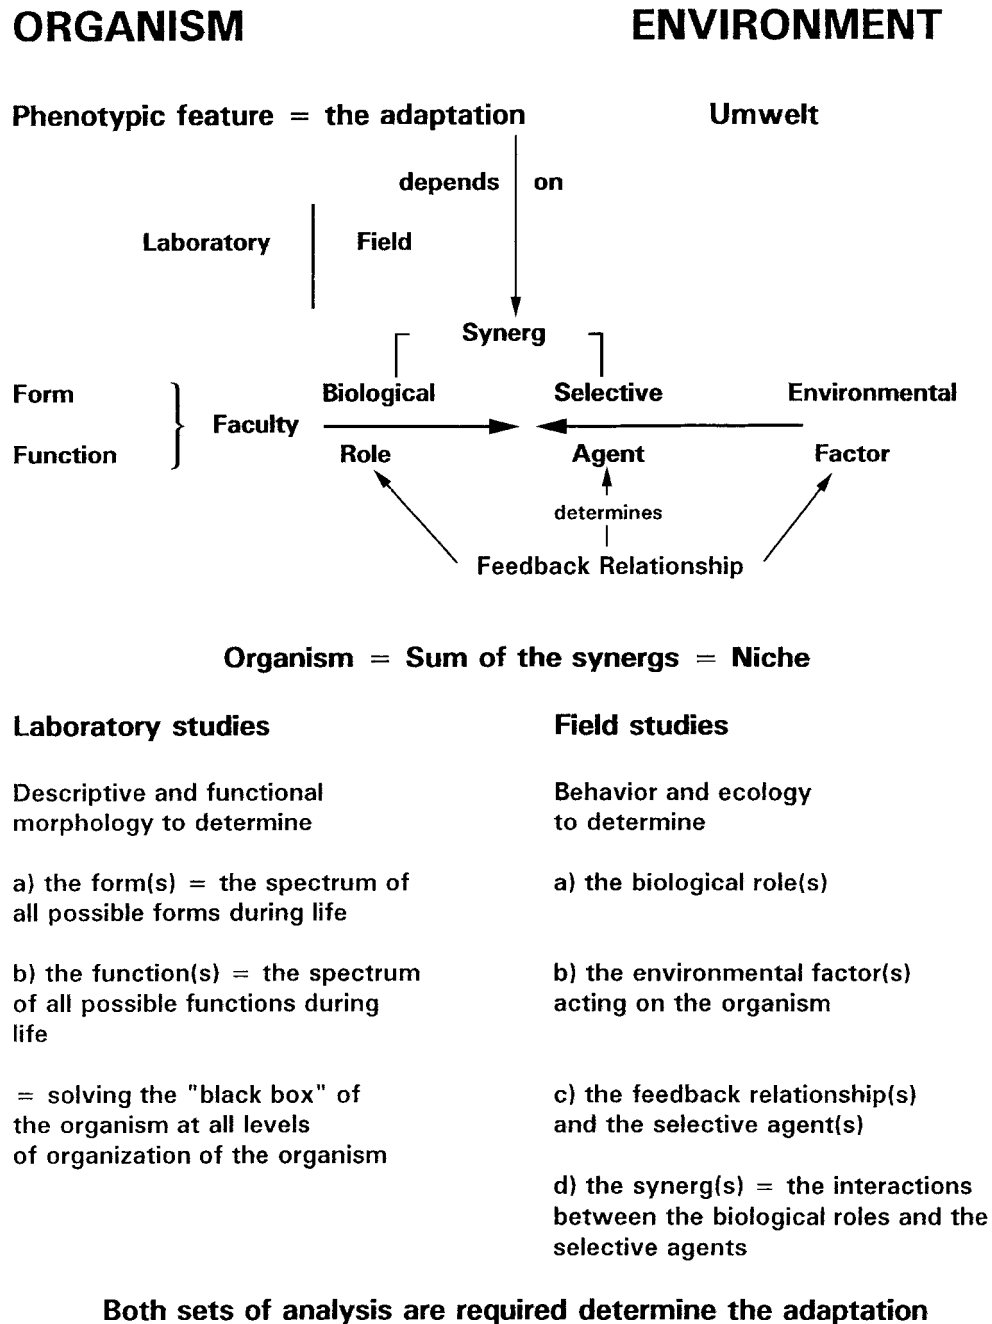 ORGANISM ENVIRONMENT
Phenotypic feature = the adaptation Umwelt
depends on
Laboratory Field
Synerg
Form Biological Selective Environmental
Faculty
Function Role Agent Factor
determines
Feedback Relationship
Organism = Sum of the synergs = Niche
Laboratory studies
Descriptive and functional
morphology to determine
a) the form(s) = the spectrum of
all possible forms during life
b) the function(s) = the spectrum
of all possible functions during
life
= solving the "black box" of
the organism at all levels
of organization of the organism
Field studies
Behavior and ecology
to determine
a) the biological role(s)
b) the environmental factor(s)
acting on the organism
c) the feedback relationship(s)
and the selective agent(s)
d) the synerg(s) = the interactions
between the biological roles and the
selective agents
Both sets of analysis are required determine the adaptation